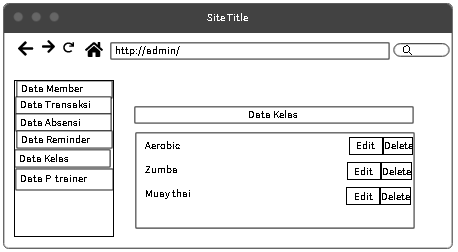 SiteTitle
http://admin/
Data Member
Data Transaksi
Data Absensi
Data Reminder
Data Kelas
Data P trainer
Data Kelas
Aerobic Edit Delete
Zumba Edit Delete
Muay thai Edit Delete